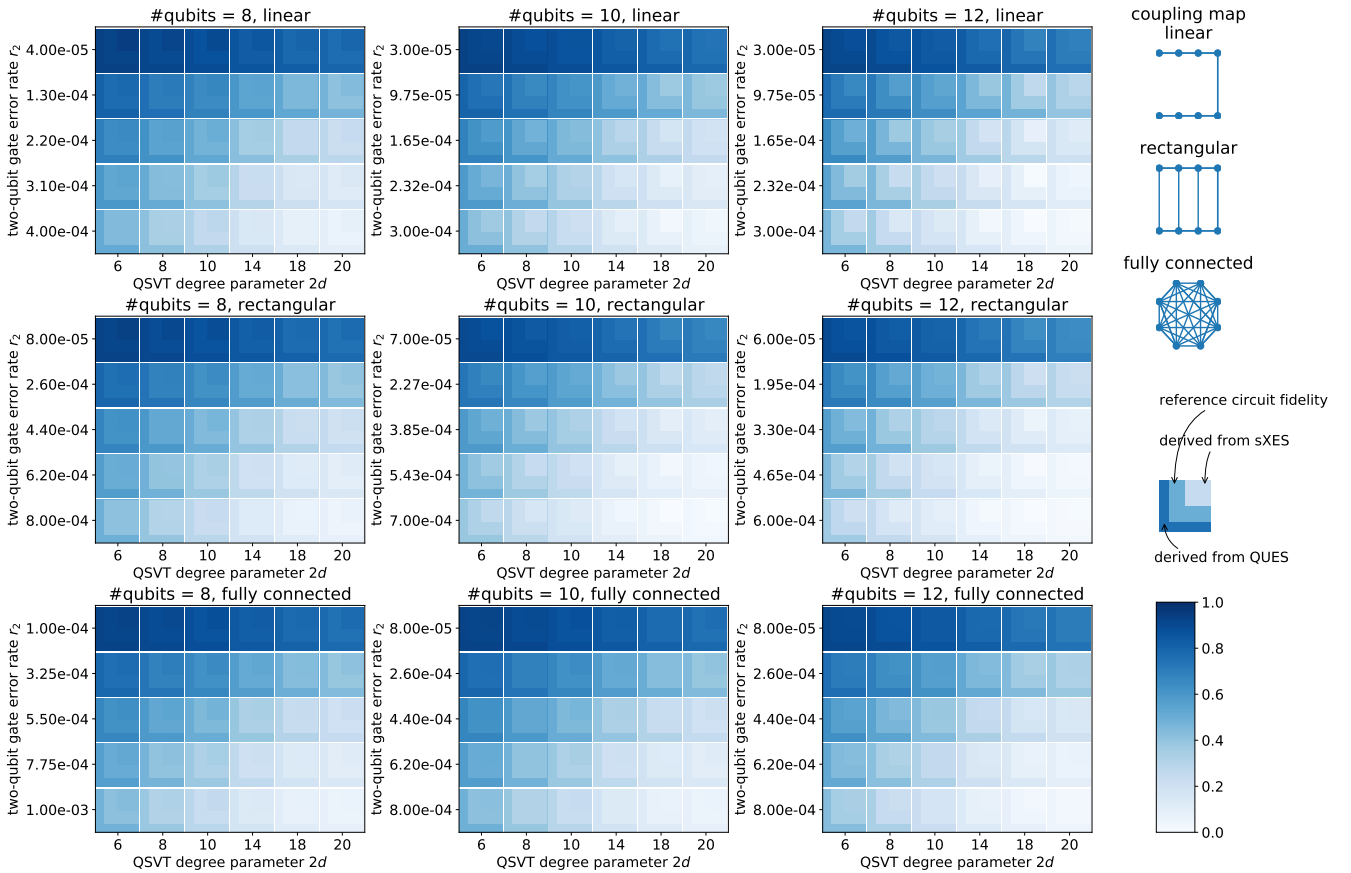 #qubits = 8, linear
two-qubit gate error rate r₂
4.00e-05
1.30e-04
2.20e-04
3.10e-04
4.00e-04
6 8 10 14 18 20
QSVT degree parameter 2d
#qubits = 10, linear
two-qubit gate error rate r₂
3.00e-05
9.75e-05
1.65e-04
2.32e-04
3.00e-04
6 8 10 14 18 20
QSVT degree parameter 2d
#qubits = 12, linear
two-qubit gate error rate r₂
3.00e-05
9.75e-05
1.65e-04
2.32e-04
3.00e-04
6 8 10 14 18 20
QSVT degree parameter 2d
#qubits = 8, rectangular
two-qubit gate error rate r₂
8.00e-05
2.60e-04
4.40e-04
6.20e-04
8.00e-04
6 8 10 14 18 20
QSVT degree parameter 2d
#qubits = 10, rectangular
two-qubit gate error rate r₂
7.00e-05
2.27e-04
3.85e-04
5.43e-04
7.00e-04
6 8 10 14 18 20
QSVT degree parameter 2d
#qubits = 12, rectangular
two-qubit gate error rate r₂
6.00e-05
1.95e-04
3.30e-04
4.65e-04
6.00e-04
6 8 10 14 18 20
QSVT degree parameter 2d
#qubits = 8, fully connected
two-qubit gate error rate r₂
1.00e-04
3.25e-04
5.50e-04
7.75e-04
1.00e-03
6 8 10 14 18 20
QSVT degree parameter 2d
#qubits = 10, fully connected
two-qubit gate error rate r₂
8.00e-05
2.60e-04
4.40e-04
6.20e-04
8.00e-04
6 8 10 14 18 20
QSVT degree parameter 2d
#qubits = 12, fully connected
two-qubit gate error rate r₂
8.00e-05
2.60e-04
4.40e-04
6.20e-04
8.00e-04
6 8 10 14 18 20
QSVT degree parameter 2d
coupling map
linear
rectangular
fully connected
reference circuit fidelity
derived from sXES
derived from QUES
1.0
0.8
0.6
0.4
0.2
0.0